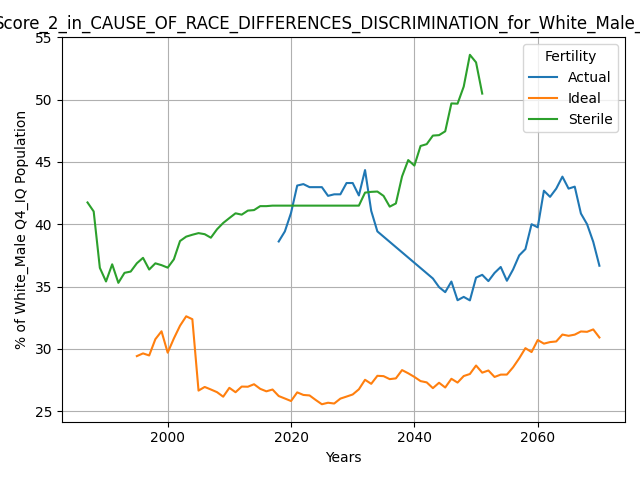 Score_2_in_CAUSE_OF_RACE_DIFFERENCES_DISCRIMINATION_for_White_Male_
55
50
45
40
35
30
25
% of White_Male Q4_IQ Population
Fertility
Actual
Ideal
Sterile
2000
2020
2040
2060
Years